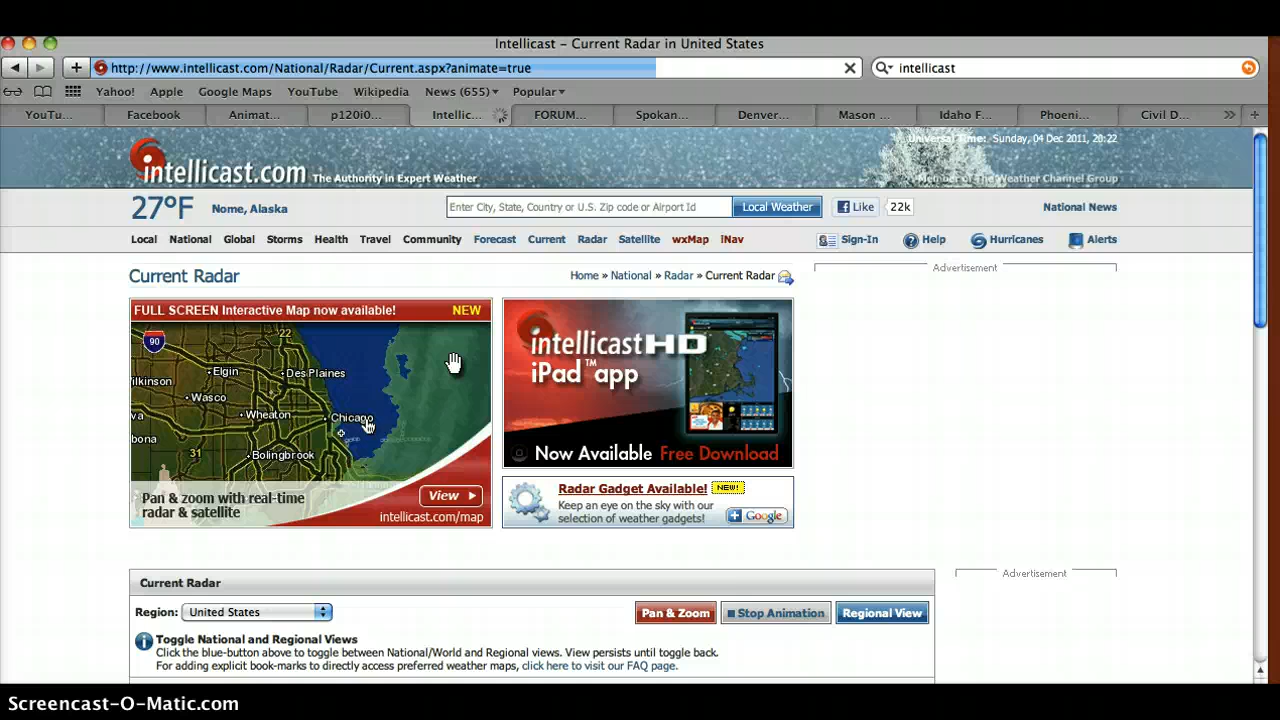 Intellicast – Current Radar in United States
http://www.intellicast.com/National/Radar/Current.aspx?animate=true
intellicast
Yahoo! Apple Google Maps YouTube Wikipedia News (655) Popular
YouTu... Facebook Animat... p120i0... Intellic... FORUM... Spokan... Denver... Mason ... Idaho F... Phoeni... Civil D...
intellicast.com The Authority in Expert Weather
Universal Time: Sunday, 04 Dec 2011, 20:22
Member of The Weather Channel Group
27°F Nome, Alaska
Enter City, State, Country or U.S. Zip code or Airport Id
Local Weather
Like 22k
National News
Local National Global Storms Health Travel Community Forecast Current Radar Satellite wxMap iNav
Sign-In Help Hurricanes Alerts
Current Radar
Home » National » Radar » Current Radar
Advertisement
FULL SCREEN Interactive Map now available! NEW
22
90
ilkinson
Elgin
Des Plaines
Wasco
va
Wheaton
Chicago
bona
31
Bolingbrook
Pan & zoom with real-time
radar & satellite
View
intellicast.com/map
intellicast HD
iPad™ app
Now Available Free Download
Radar Gadget Available! NEW!
Keep an eye on the sky with our
selection of weather gadgets!
+ Google
Advertisement
Current Radar
Region: United States
Pan & Zoom Stop Animation Regional View
Toggle National and Regional Views
Click the blue-button above to toggle between National/World and Regional views. View persists until toggle back.
For adding explicit book-marks to directly access preferred weather maps, click here to visit our FAQ page.
Screencast-O-Matic.com